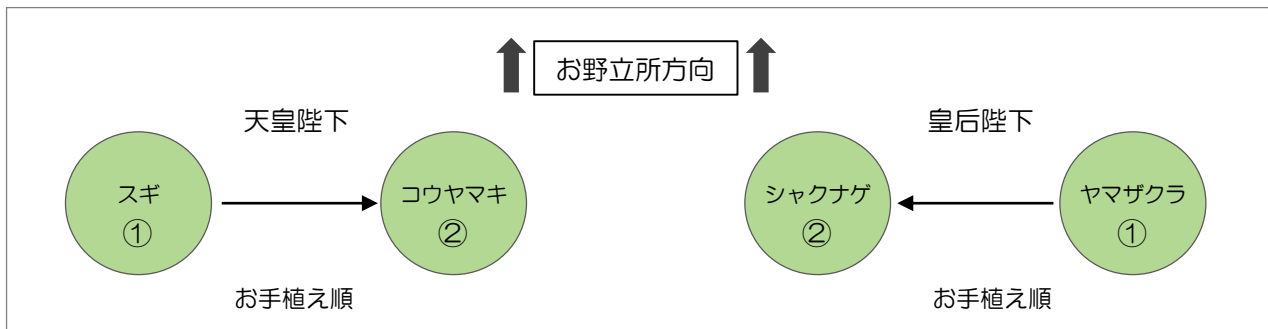 お野立所方向
天皇陛下
皇后陛下
スギ
①
コウヤマキ
②
シャクナゲ
②
ヤマザクラ
①
お手植え順
お手植え順